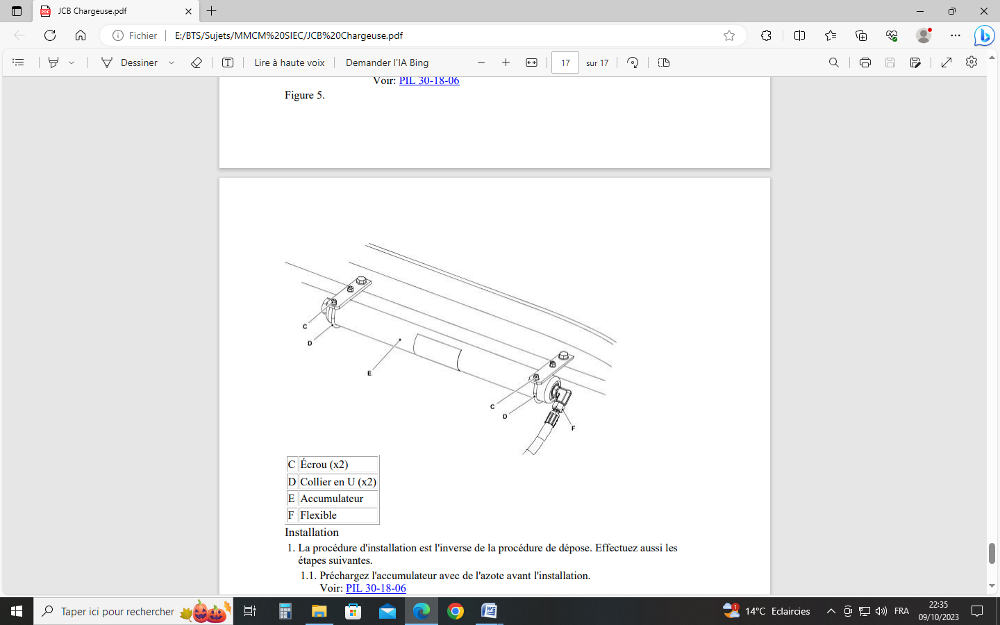 JCB Chargeuse.pdf
Fichier
E:/BTS/Sujets/MMCM%20SIEC/JCB%20Chargeuse.pdf
Dessiner
Lire à haute voix
Demander l'IA Bing
17
sur 17
Voir: PIL 30-18-06
Figure 5.
C
D
E
C
D
F
C Écrou (x2)
D Collier en U (x2)
E Accumulateur
F Flexible
Installation
1. La procédure d'installation est l'inverse de la procédure de dépose. Effectuez aussi les
étapes suivantes.
1.1. Préchargez l'accumulateur avec de l'azote avant l'installation.
Voir: PIL 30-18-06
Taper ici pour rechercher
1
14°C Eclaircies
FRA
22:35
09/10/2023